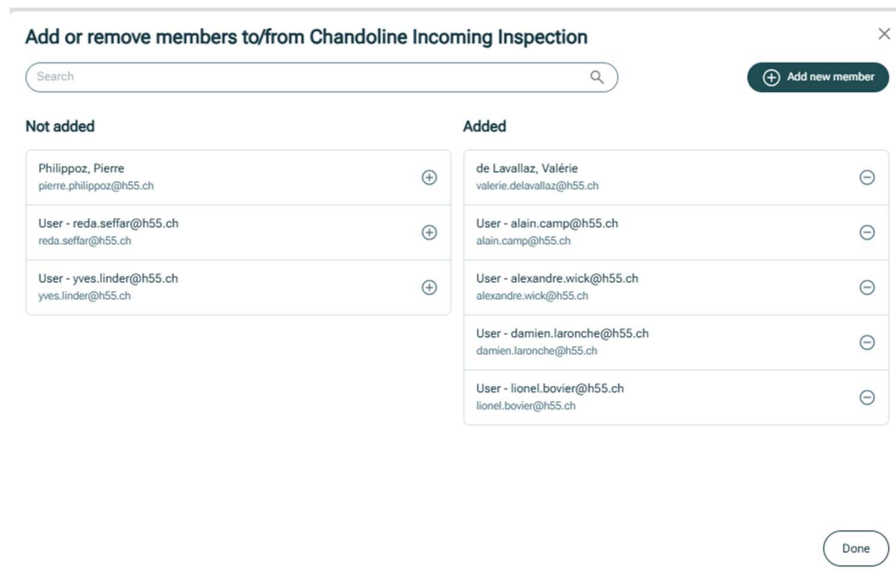 Add or remove members to/from Chandoline Incoming Inspection
Search
Add new member
Not added
Philippoz, Pierre
pierre.philippoz@h55.ch
User - reda.seffar@h55.ch
reda.seffar@h55.ch
User - yves.linder@h55.ch
yves.linder@h55.ch
Added
de Lavallaz, Valérie
valerie.delavallaz@h55.ch
User - alain.camp@h55.ch
alain.camp@h55.ch
User - alexandre.wick@h55.ch
alexandre.wick@h55.ch
User - damien.laronche@h55.ch
damien.laronche@h55.ch
User - lionel.bovier@h55.ch
lionel.bovier@h55.ch
Done